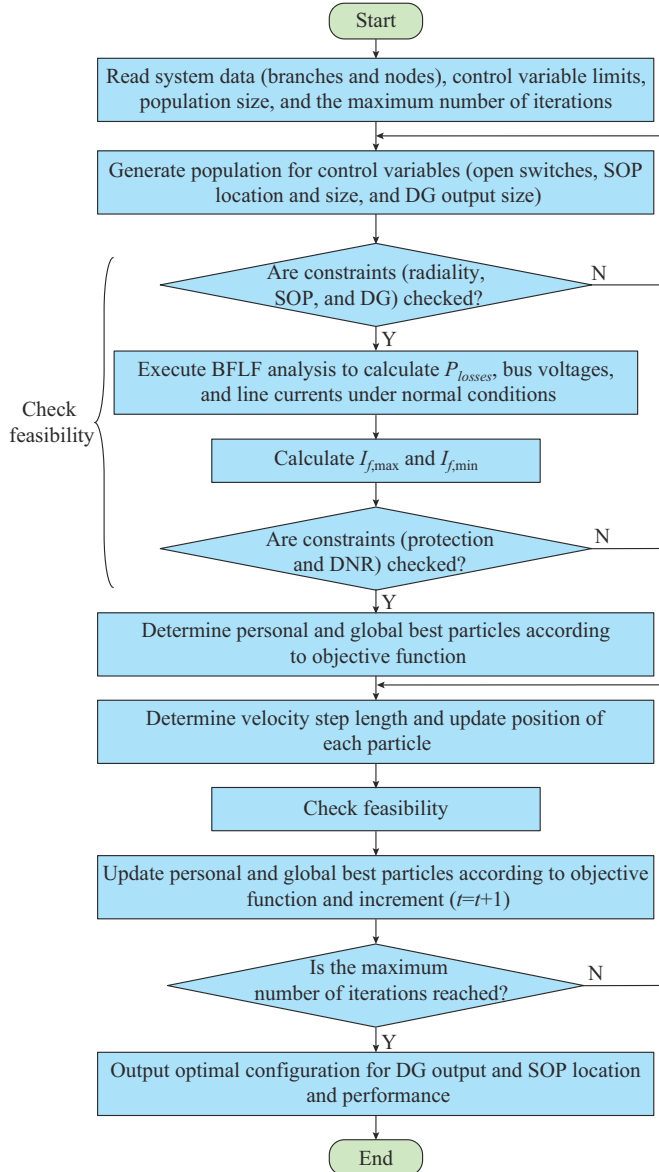 Start
Read system data (branches and nodes), control variable limits,
population size, and the maximum number of iterations
Generate population for control variables (open switches, SOP
location and size, and DG output size)
Are constraints (radiality,
SOP, and DG) checked?
N
Y
Execute BFLF analysis to calculate P_losses, bus voltages,
and line currents under normal conditions
Check
feasibility
Calculate I_f,max and I_f,min
Are constraints (protection
and DNR) checked?
N
Y
Determine personal and global best particles according
to objective function
Determine velocity step length and update position of
each particle
Check feasibility
Update personal and global best particles according to objective
function and increment (t=t+1)
Is the maximum
number of iterations reached?
N
Y
Output optimal configuration for DG output and SOP location
and performance
End